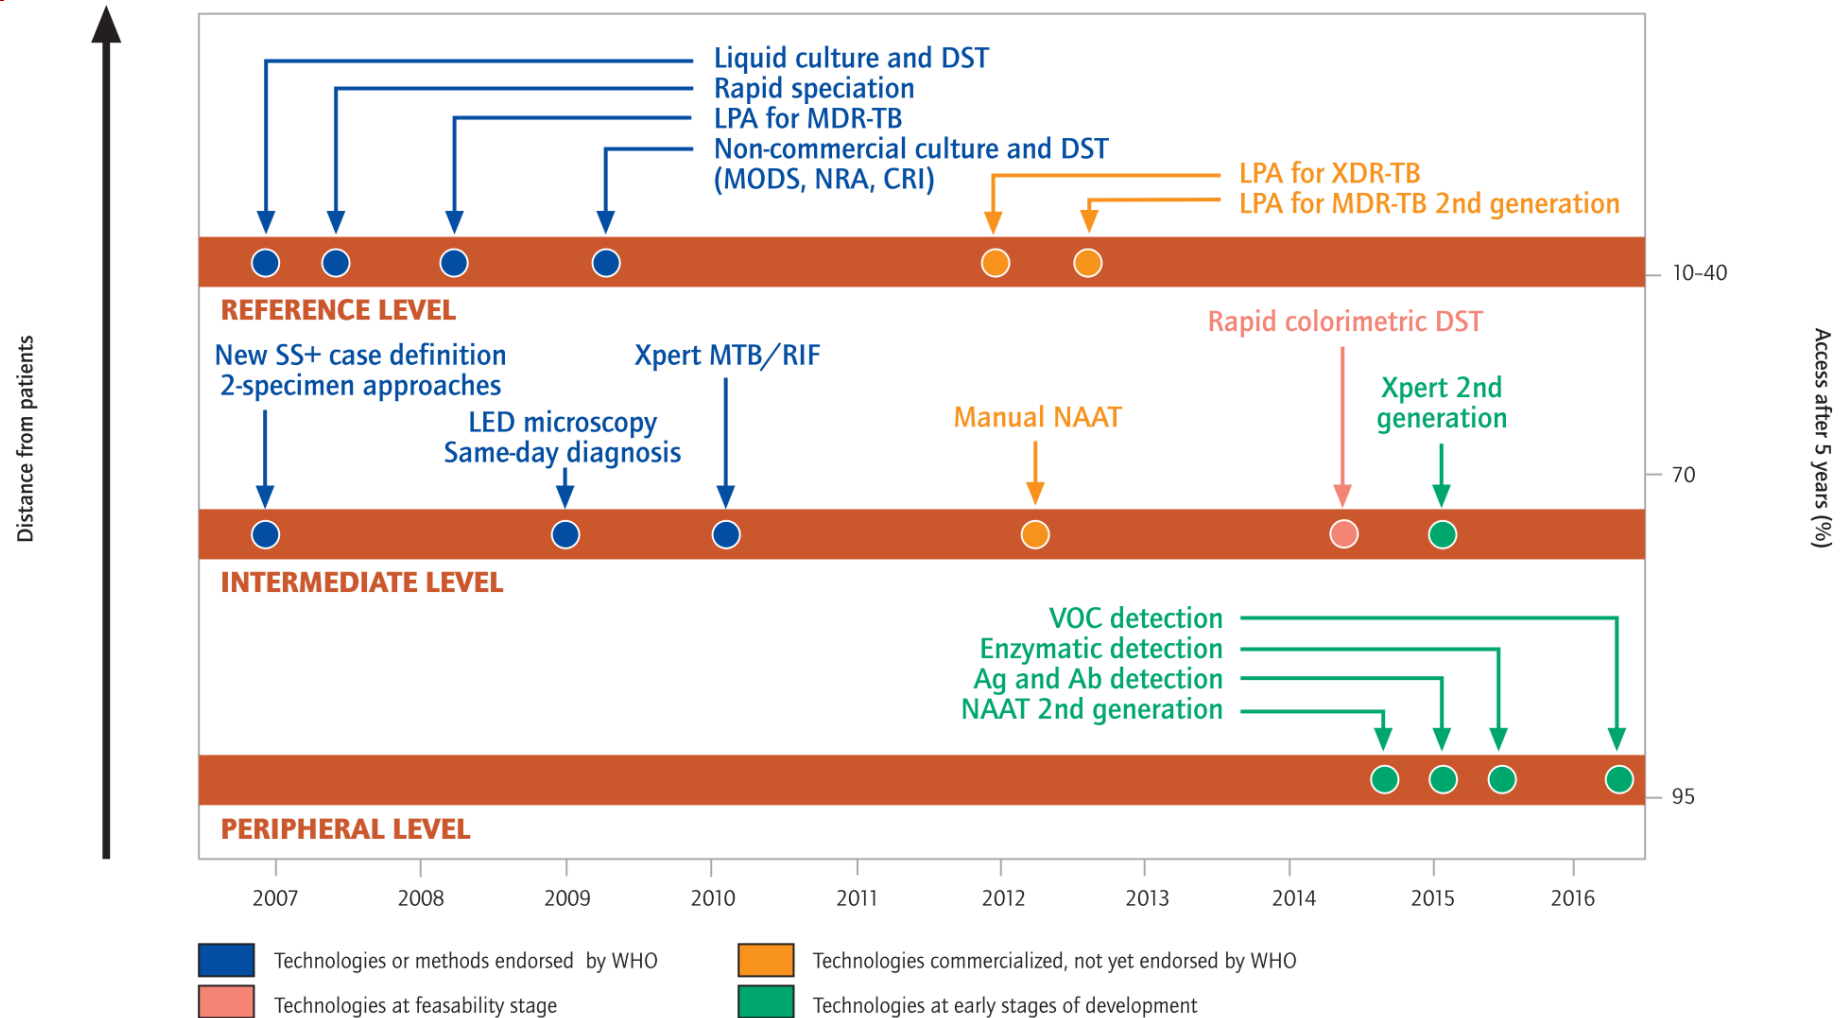 Liquid culture and DST
Rapid speciation
LPA for MDR-TB
Non-commercial culture and DST
(MODS, NRA, CRI)
LPA for XDR-TB
LPA for MDR-TB 2nd generation
10–40
REFERENCE LEVEL
Rapid colorimetric DST
New SS+ case definition
2-specimen approaches
Xpert MTB/RIF
LED microscopy
Same-day diagnosis
Manual NAAT
Xpert 2nd
generation
70
INTERMEDIATE LEVEL
VOC detection
Enzymatic detection
Ag and Ab detection
NAAT 2nd generation
95
PERIPHERAL LEVEL
Distance from patients
Access after 5 years (%)
2007 2008 2009 2010 2011 2012 2013 2014 2015 2016
Technologies or methods endorsed by WHO
Technologies commercialized, not yet endorsed by WHO
Technologies at feasability stage
Technologies at early stages of development